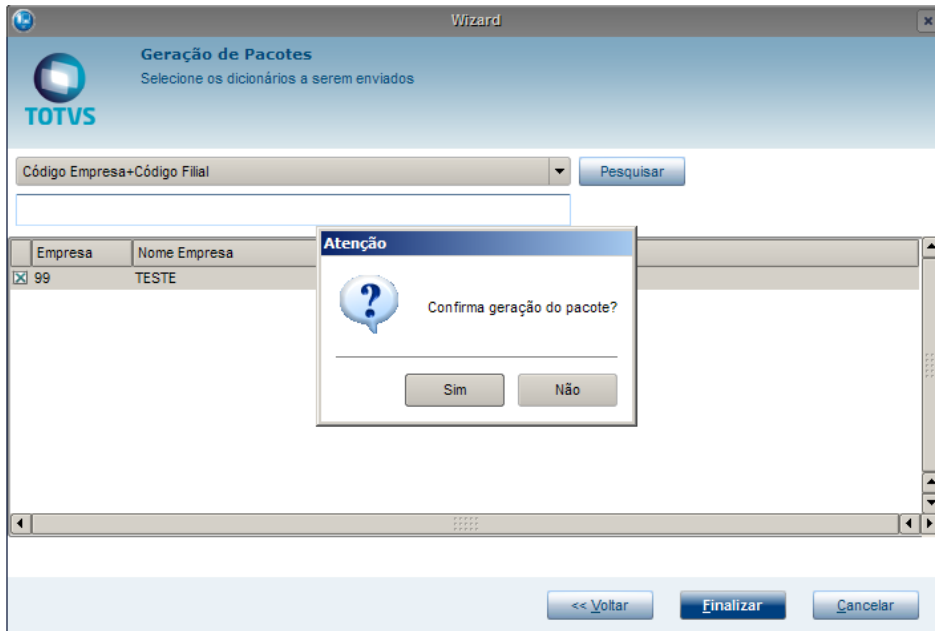 Wizard
Geração de Pacotes
Selecione os dicionários a serem enviados
TOTVS
Código Empresa+Código Filial
Pesquisar
Empresa Nome Empresa
99 TESTE
Atenção
Confirma geração do pacote?
Sim Não
<< Voltar Finalizar Cancelar